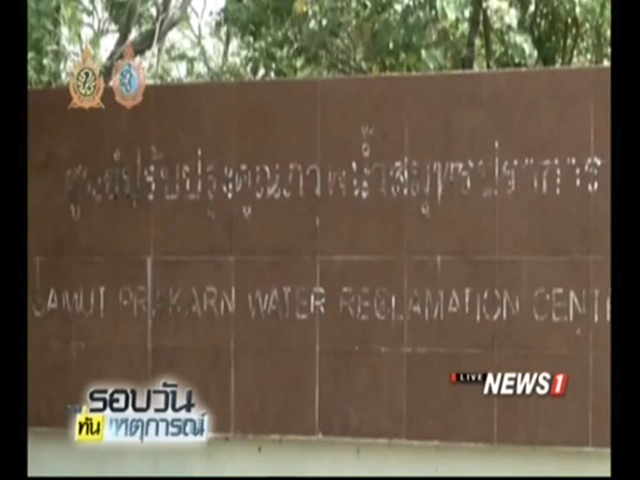 ศูนย์ปรับปรุงคุณภาพน้ำสมุทรปราการ
SAMUT PRAKARN WATER RECLAMATION CENT
LIVE NEWS1
รอบวัน
ทัน เหตุการณ์